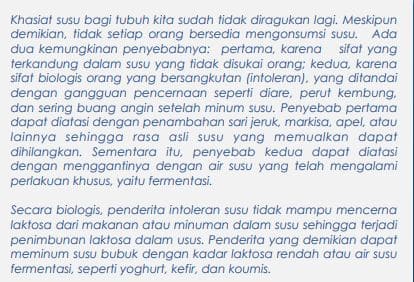 Khasiat susu bagi tubuh kita sudah tidak diragukan lagi. Meskipun
demikian, tidak setiap orang bersedia mengonsumsi susu. Ada
dua kemungkinan penyebabnya: pertama, karena sifat yang
terkandung dalam susu yang tidak disukai orang; kedua, karena
sifat biologis orang yang bersangkutan (intoleran), yang ditandai
dengan gangguan pencernaan seperti diare, perut kembung,
dan sering buang angin setelah minum susu. Penyebab pertama
dapat diatasi dengan penambahan sari jeruk, markisa, apel, atau
lainnya sehingga rasa asli susu yang memualkan dapat
dihilangkan. Sementara itu, penyebab kedua dapat diatasi
dengan menggantinya dengan air susu yang telah mengalami
perlakuan khusus, yaitu fermentasi.
Secara biologis, penderita intoleran susu tidak mampu mencerna
laktosa dari makanan atau minuman dalam susu sehingga terjadi
penimbunan laktosa dalam usus. Penderita yang demikian dapat
meminum susu bubuk dengan kadar laktosa rendah atau air susu
fermentasi, seperti yoghurt, kefir, dan koumis.